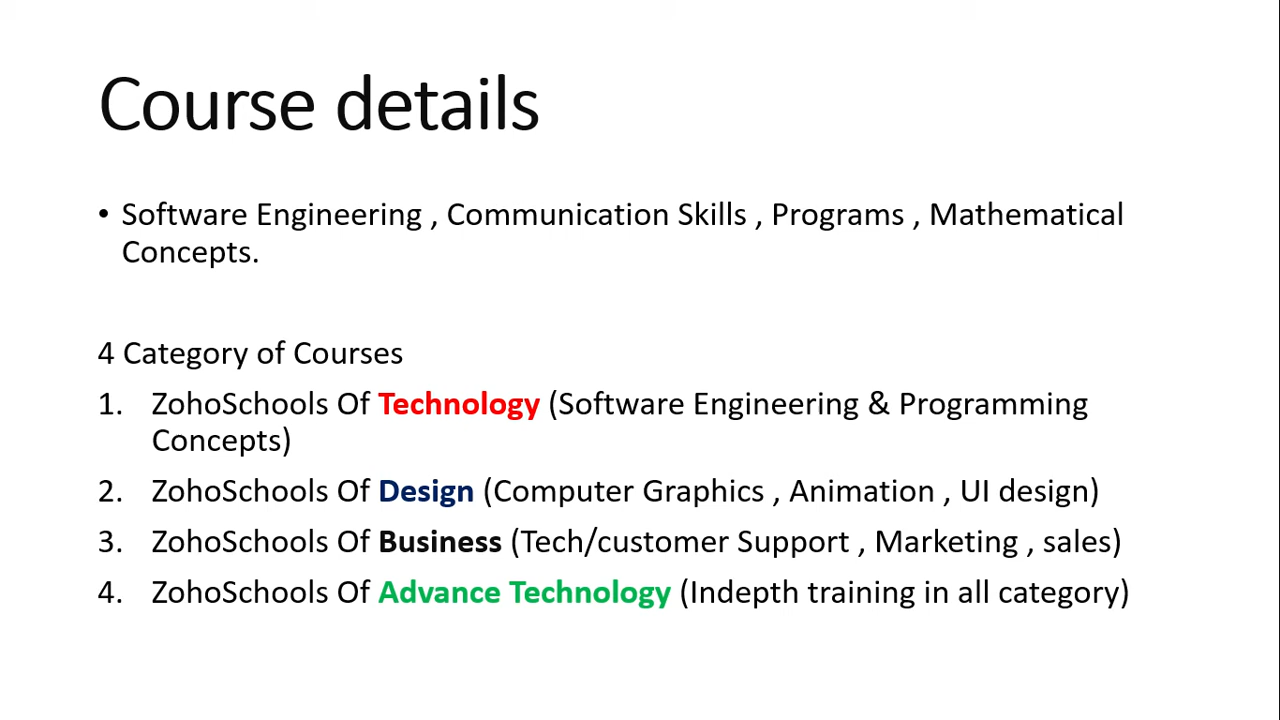 Course details
• Software Engineering , Communication Skills , Programs , Mathematical
Concepts.
4 Category of Courses
1. ZohoSchools Of Technology (Software Engineering & Programming
Concepts)
2. ZohoSchools Of Design (Computer Graphics , Animation , UI design)
3. ZohoSchools Of Business (Tech/customer Support , Marketing , sales)
4. ZohoSchools Of Advance Technology (Indepth training in all category)